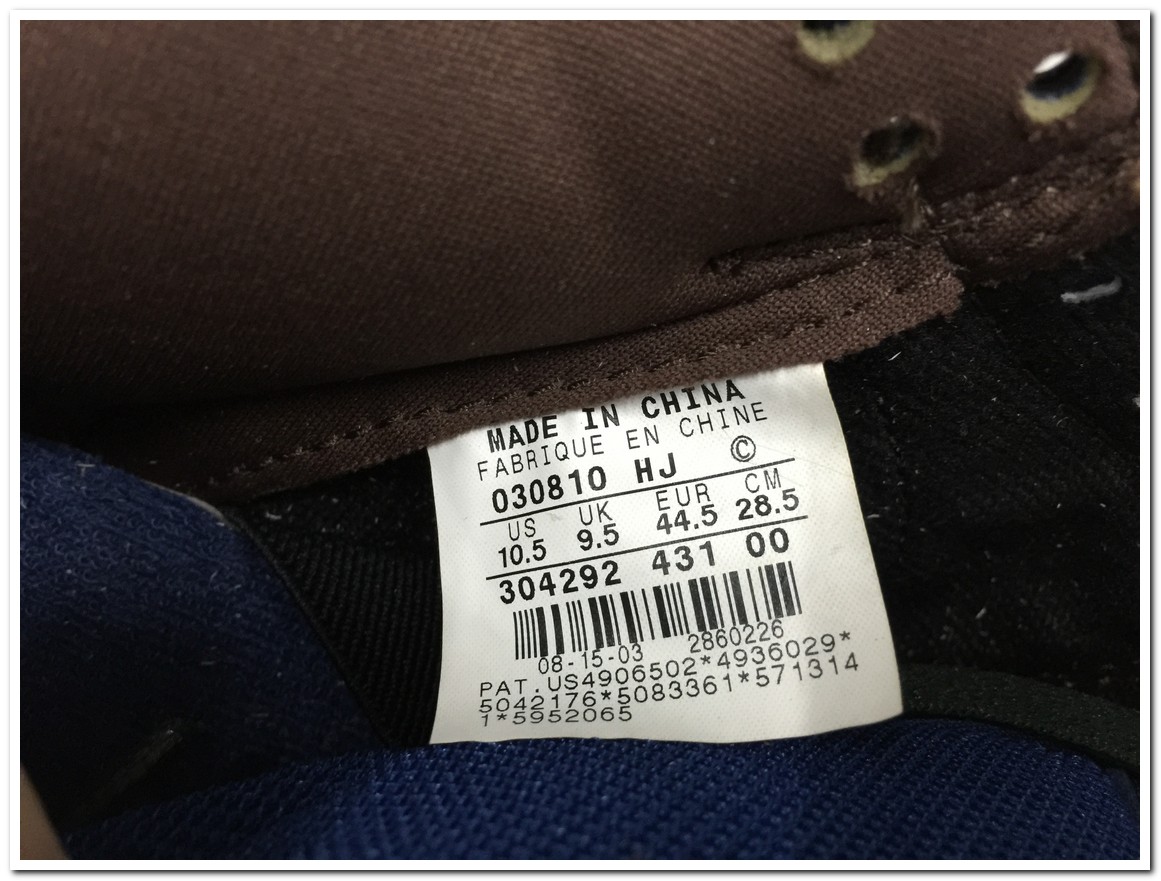 MADE IN CHINA
FABRIQUE EN CHINE
030810 HJ ©
US UK EUR CM
10.5 9.5 44.5 28.5
304292 431 00
08-15-03 2860226
PAT.US4906502*4936029*
5042176*5083361*571314
1*5952065